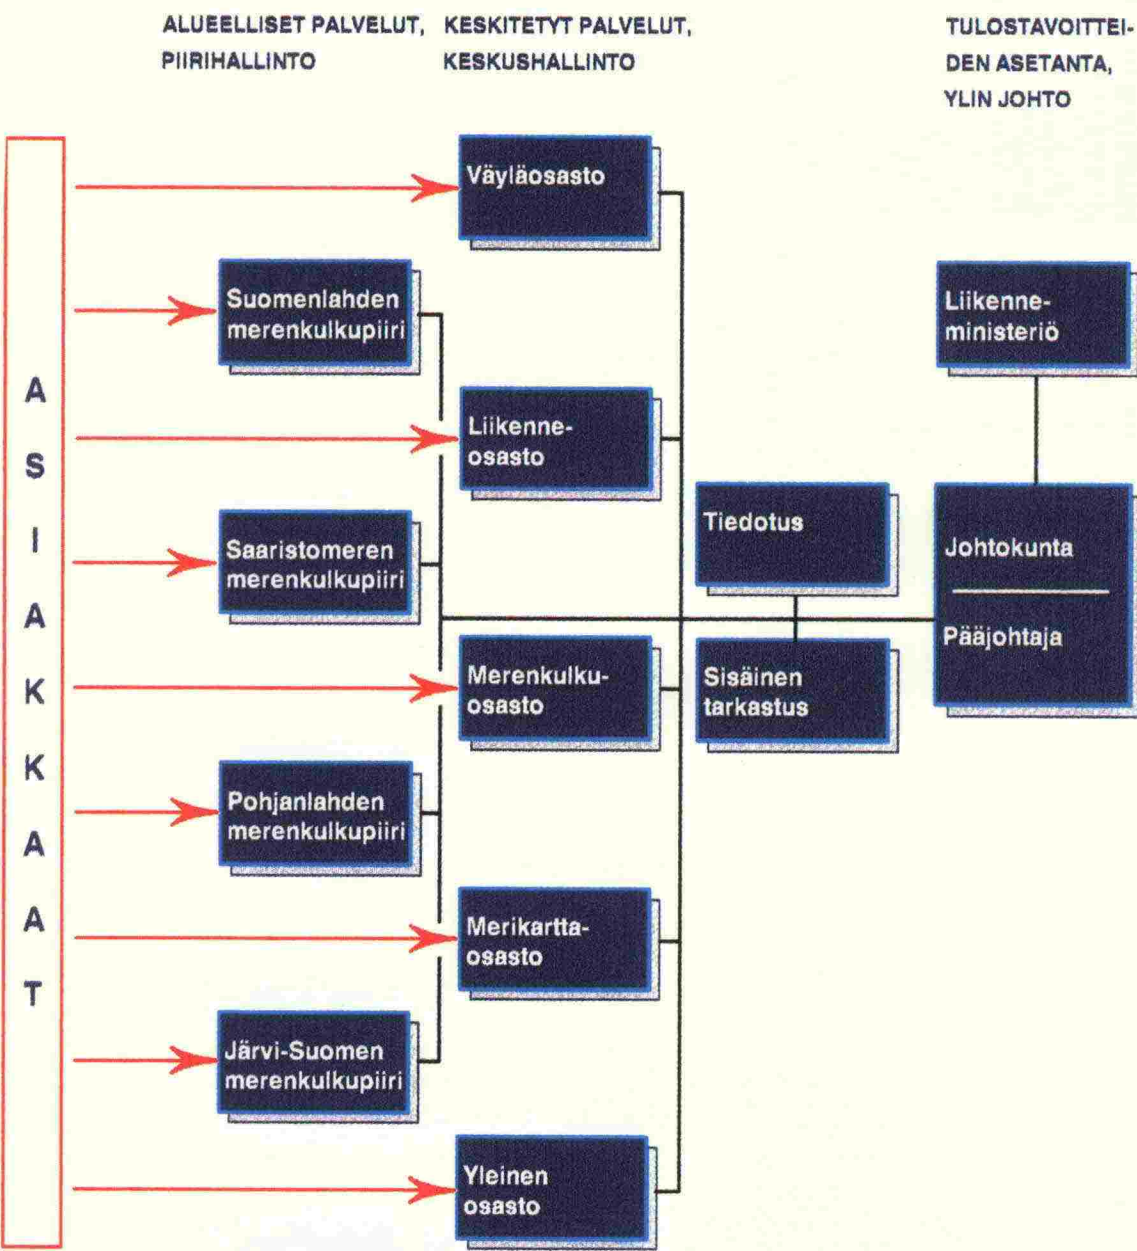 ALUEELLISET PALVELUT,
PIIRIHALLINTO
KESKITETYT PALVELUT,
KESKUSHALLINTO
TULOSTAVOITTEI-
DEN ASETANTA,
YLIN JOHTO
ASIAKKAAT
Väyläosasto
Suomenlahden
merenkulkupiiri
Liikenne-
ministeriö
Liikenne-
osasto
Tiedotus
Saaristomeren
merenkulkupiiri
Johtokunta
Pääjohtaja
Merenkulku-
osasto
Sisäinen
tarkastus
Pohjanlahden
merenkulkupiiri
Merikartta-
osasto
Järvi-Suomen
merenkulkupiiri
Yleinen
osasto